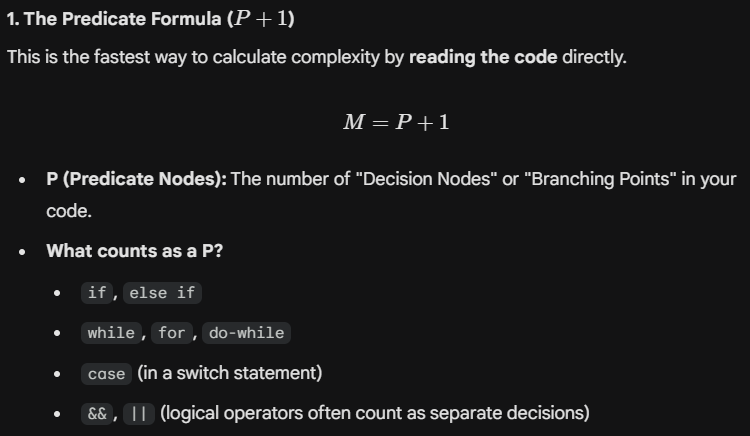 1. The Predicate Formula (P + 1)
This is the fastest way to calculate complexity by reading the code directly.
M = P + 1
• P (Predicate Nodes): The number of "Decision Nodes" or "Branching Points" in your
code.
• What counts as a P?
• if , else if
• while , for , do-while
• case (in a switch statement)
• && , || (logical operators often count as separate decisions)